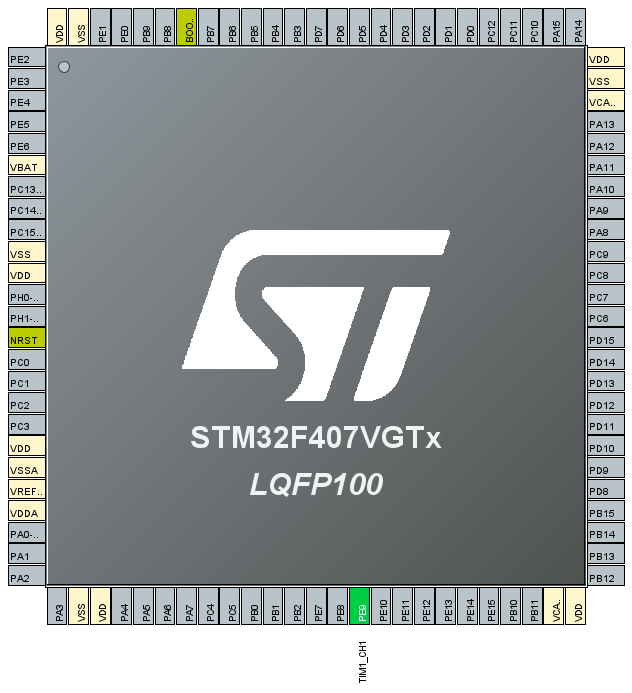 VDD
VSS
PE1
PE0
PB9
PB8
BOO..
PB7
PB6
PB5
PB4
PB3
PD7
PD6
PD5
PD4
PD3
PD2
PD1
PD0
PC12
PC11
PC10
PA15
PA14
PE2
PE3
PE4
PE5
PE6
VBAT
PC13..
PC14..
PC15..
VSS
VDD
PH0-..
PH1-..
NRST
PC0
PC1
PC2
PC3
VDD
VSSA
VREF..
VDDA
PA0-..
PA1
PA2
ST
STM32F407VGTx
LQFP100
VDD
VSS
VCA..
PA13
PA12
PA11
PA10
PA9
PA8
PC9
PC8
PC7
PC6
PD15
PD14
PD13
PD12
PD11
PD10
PD9
PD8
PB15
PB14
PB13
PB12
PA3
VSS
VDD
PA4
PA5
PA6
PA7
PC4
PC5
PB0
PB1
PB2
PE7
PE8
PE9
PE10
PE11
PE12
PE13
PE14
PE15
PB10
PB11
VCA..
VDD
TIM1_CH1